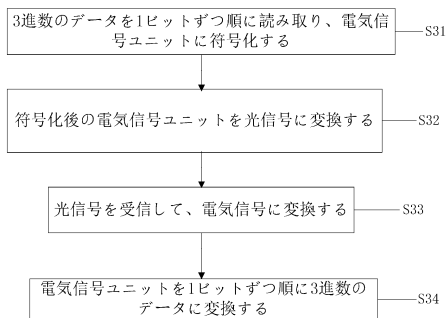 3進数のデータを1ビットずつ順に読み取り、電気信
号ユニットに符号化する
S31
符号化後の電気信号ユニットを光信号に変換する
S32
光信号を受信して、電気信号に変換する
S33
電気信号ユニットを1ビットずつ順に3進数の
データに変換する
S34